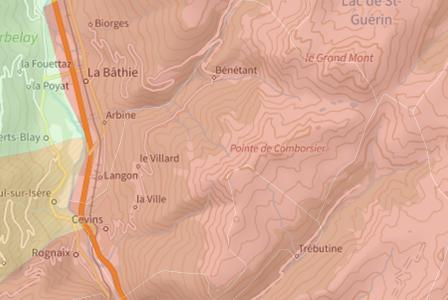 Lac de St-
Guérin
Biorges
rbelay
la Fouettaz
le Grand Mont
La Bâthie
Bénétant
la Poyat
Arbine
erts-Blay
Pointe de Comborsier
le Villard
Langon
ul-sur-Isère
la Ville
Cevins
Rognaix
Trébutine